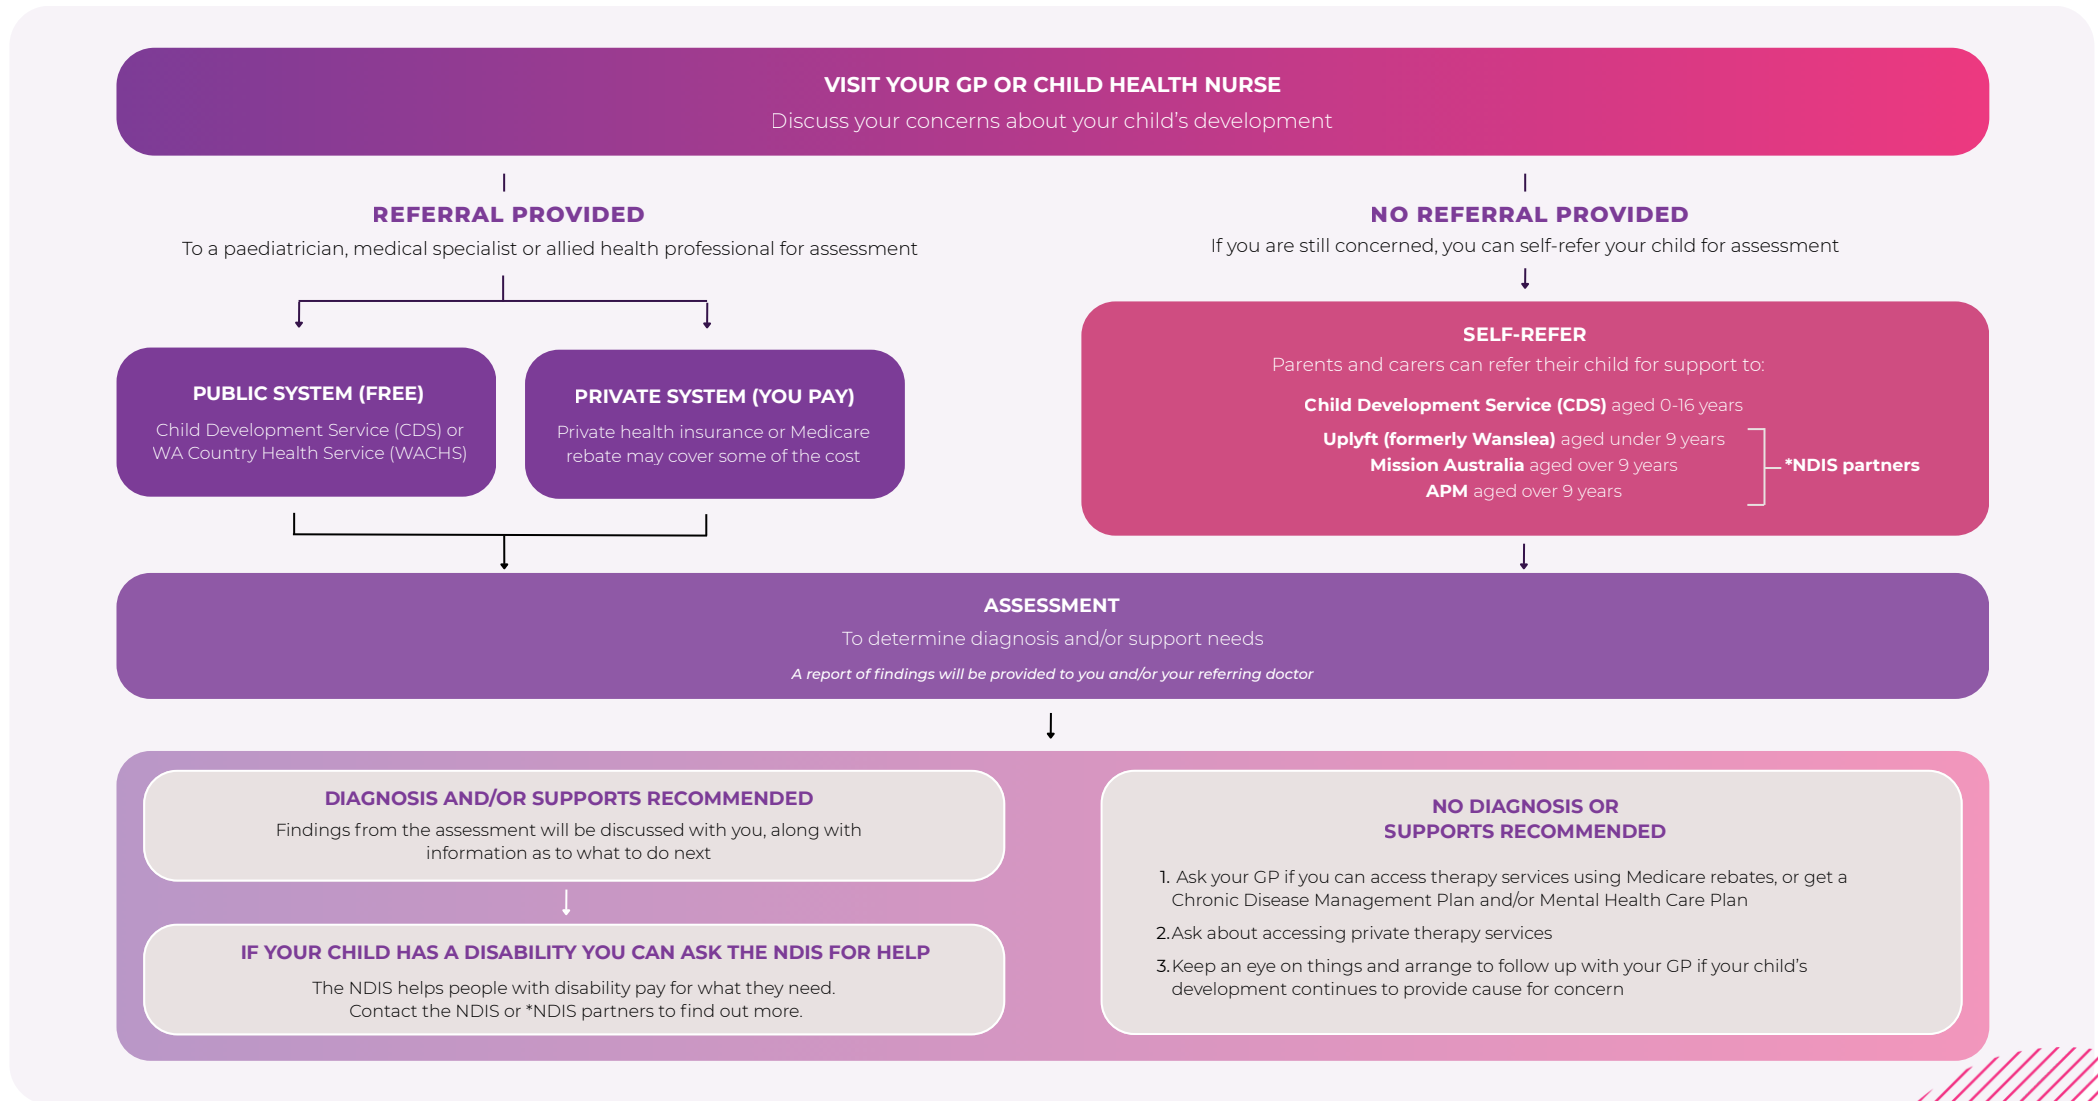 VISIT YOUR GP OR CHILD HEALTH NURSE
Discuss your concerns about your child's development
REFERRAL PROVIDED
To a paediatrician, medical specialist or allied health professional for assessment
NO REFERRAL PROVIDED
If you are still concerned, you can self-refer your child for assessment
PUBLIC SYSTEM (FREE)
Child Development Service (CDS) or
WA Country Health Service (WACHS)
PRIVATE SYSTEM (YOU PAY)
Private health insurance or Medicare
rebate may cover some of the cost
SELF-REFER
Parents and carers can refer their child for support to:
Child Development Service (CDS) aged 0-16 years
Uplyft (formerly Wanslea) aged under 9 years
Mission Australia aged over 9 years
APM aged over 9 years
*NDIS partners
ASSESSMENT
To determine diagnosis and/or support needs
A report of findings will be provided to you and/or your referring doctor
DIAGNOSIS AND/OR SUPPORTS RECOMMENDED
Findings from the assessment will be discussed with you, along with
information as to what to do next
IF YOUR CHILD HAS A DISABILITY YOU CAN ASK THE NDIS FOR HELP
The NDIS helps people with disability pay for what they need.
Contact the NDIS or *NDIS partners to find out more.
NO DIAGNOSIS OR
SUPPORTS RECOMMENDED
1. Ask your GP if you can access therapy services using Medicare rebates, or get a
Chronic Disease Management Plan and/or Mental Health Care Plan
2. Ask about accessing private therapy services
3. Keep an eye on things and arrange to follow up with your GP if your child's
development continues to provide cause for concern